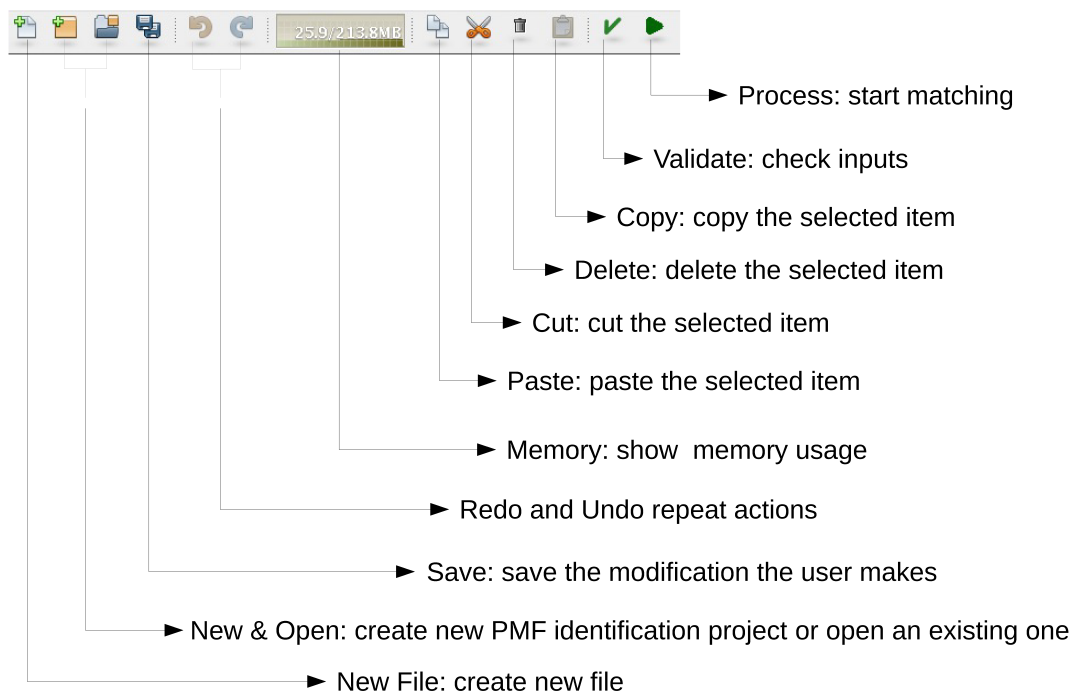 25.9/213.8MB
Process: start matching
Validate: check inputs
Copy: copy the selected item
Delete: delete the selected item
Cut: cut the selected item
Paste: paste the selected item
Memory: show  memory usage
Redo and Undo repeat actions
Save: save the modification the user makes
New & Open: create new PMF identification project or open an existing one
New File: create new file